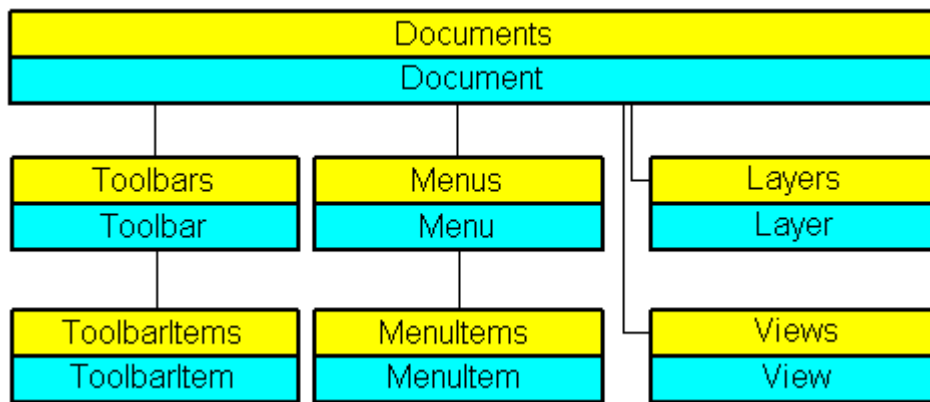 Documents
Document
Toolbars
Toolbar
Menus
Menu
Layers
Layer
ToolbarItems
ToolbarItem
MenuItems
MenuItem
Views
View